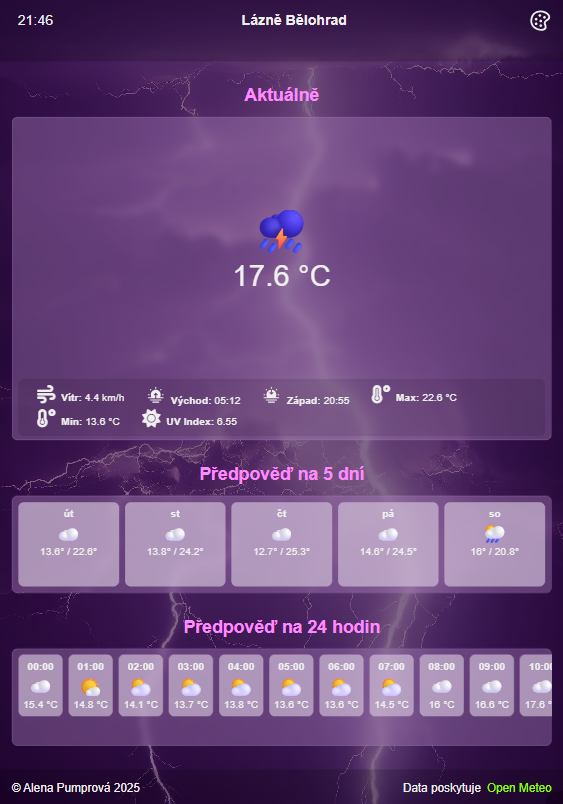 21:46 Lázně Bělohrad
Aktuálně
17.6 °C
Vítr: 4.4 km/h Východ: 05:12 Západ: 20:55 Max: 22.6 °C
Min: 13.6 °C UV Index: 6.55
Předpověď na 5 dní
út st čt pá so
13.6° / 22.6° 13.8° / 24.2° 12.7° / 25.3° 14.6° / 24.5° 16° / 20.8°
Předpověď na 24 hodin
00:00 01:00 02:00 03:00 04:00 05:00 06:00 07:00 08:00 09:00 10:00
15.4 °C 14.8 °C 14.1 °C 13.7 °C 13.8 °C 13.6 °C 13.6 °C 14.5 °C 16 °C 16.6 °C 17.6 °
© Alena Pumprová 2025 Data poskytuje Open Meteo